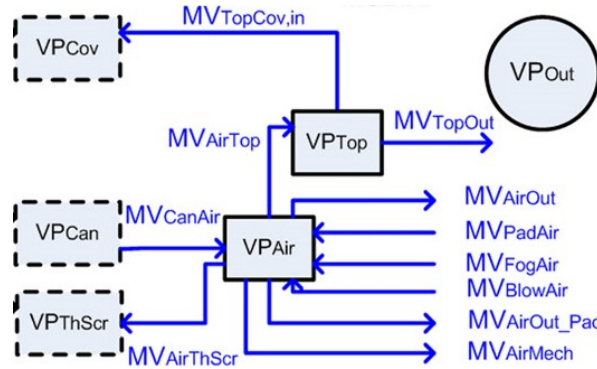 MVTopCov,in
VPCov
VPOut
MVAirTop
VPTop
MVTopOut
MVCanAir
VPCan
VPAir
MVAirOut
MVPadAir
MVFogAir
MVBlowAir
VPThScr
MVAirThScr
MVAirOut_Pad
MVAirMech